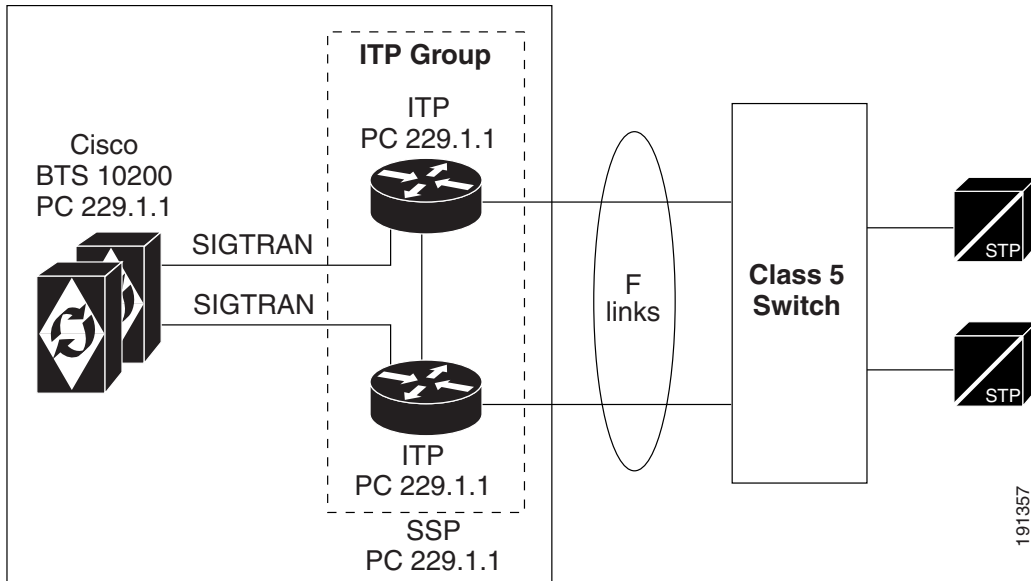 ITP Group
ITP
PC 229.1.1
Cisco
BTS 10200
PC 229.1.1
SIGTRAN
SIGTRAN
F
links
Class 5
Switch
STP
STP
ITP
PC 229.1.1
SSP
PC 229.1.1
191357